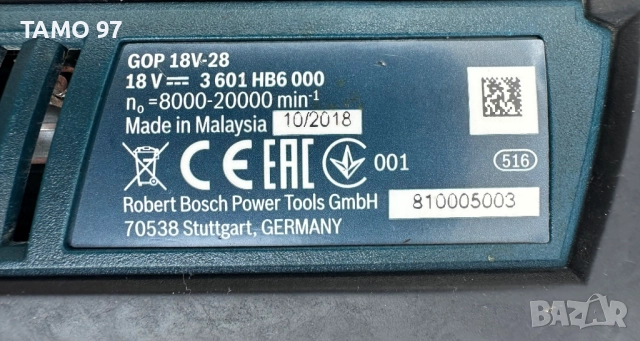 ТАМО 97
GOP 18V-28
18 V ⎓ 3 601 HB6 000
n₀ =8000-20000 min⁻¹
Made in Malaysia 10/2018
CE EAC 001 516
Robert Bosch Power Tools GmbH 810005003
70538 Stuttgart, GERMANY
bazar